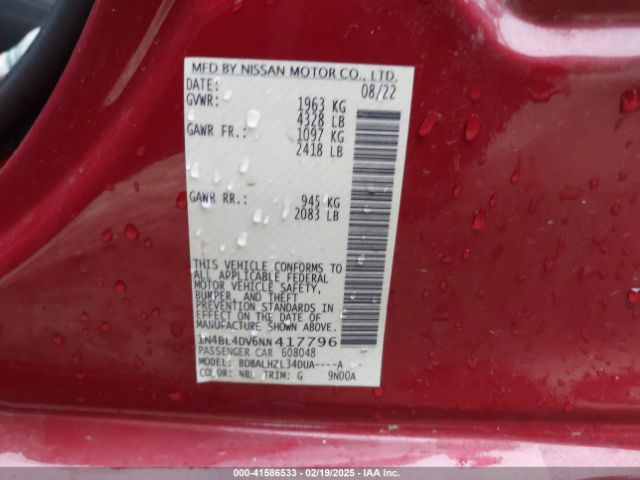 MFD BY NISSAN MOTOR CO., LTD.
DATE: 08/22
GVWR: 1963 KG
4328 LB
GAWR FR.: 1097 KG
2418 LB
GAWR RR.: 945 KG
2083 LB
THIS VEHICLE CONFORMS TO
ALL APPLICABLE FEDERAL
MOTOR VEHICLE SAFETY,
BUMPER, AND THEFT
PREVENTION STANDARDS IN
EFFECT ON THE DATE OF
MANUFACTURE SHOWN ABOVE.
1N4BL4DV6NN417796
PASSENGER CAR 608048
MODEL: BDBALHZL34DUA----A
COLOR: NBL TRIM: G 9N00A
000-41586533 - 02/19/2025 - IAA Inc.